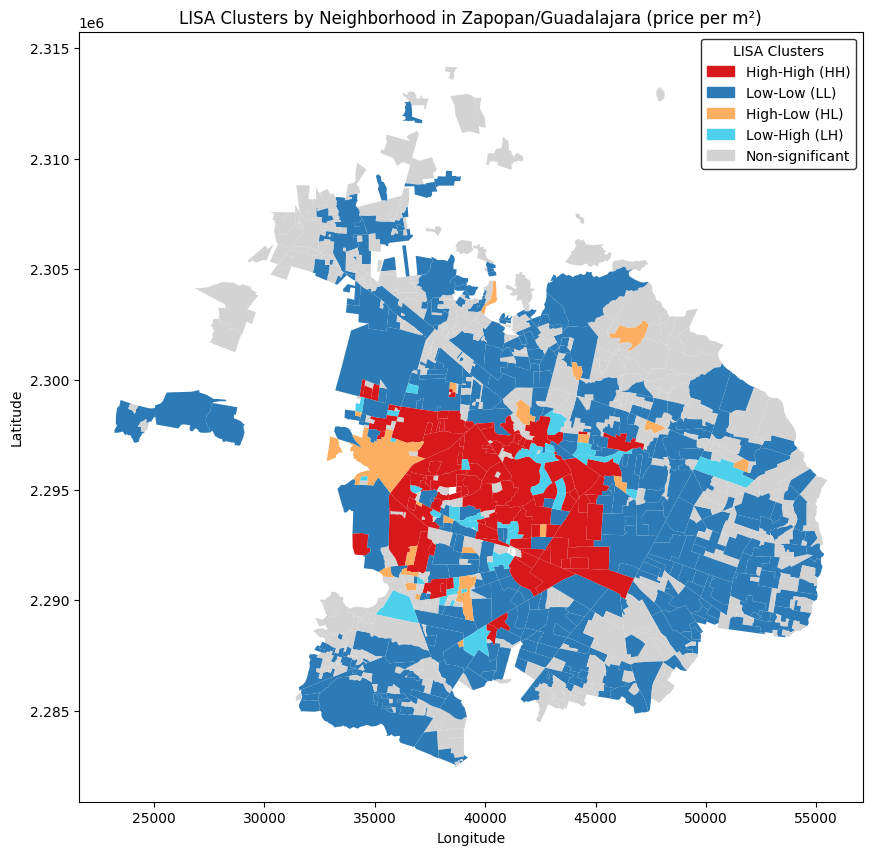 LISA Clusters by Neighborhood in Zapopan/Guadalajara (price per m²)
1e6
2.315
2.310
2.305
2.300
2.295
2.290
2.285
Latitude
LISA Clusters
High-High (HH)
Low-Low (LL)
High-Low (HL)
Low-High (LH)
Non-significant
25000
30000
35000
40000
45000
50000
55000
Longitude